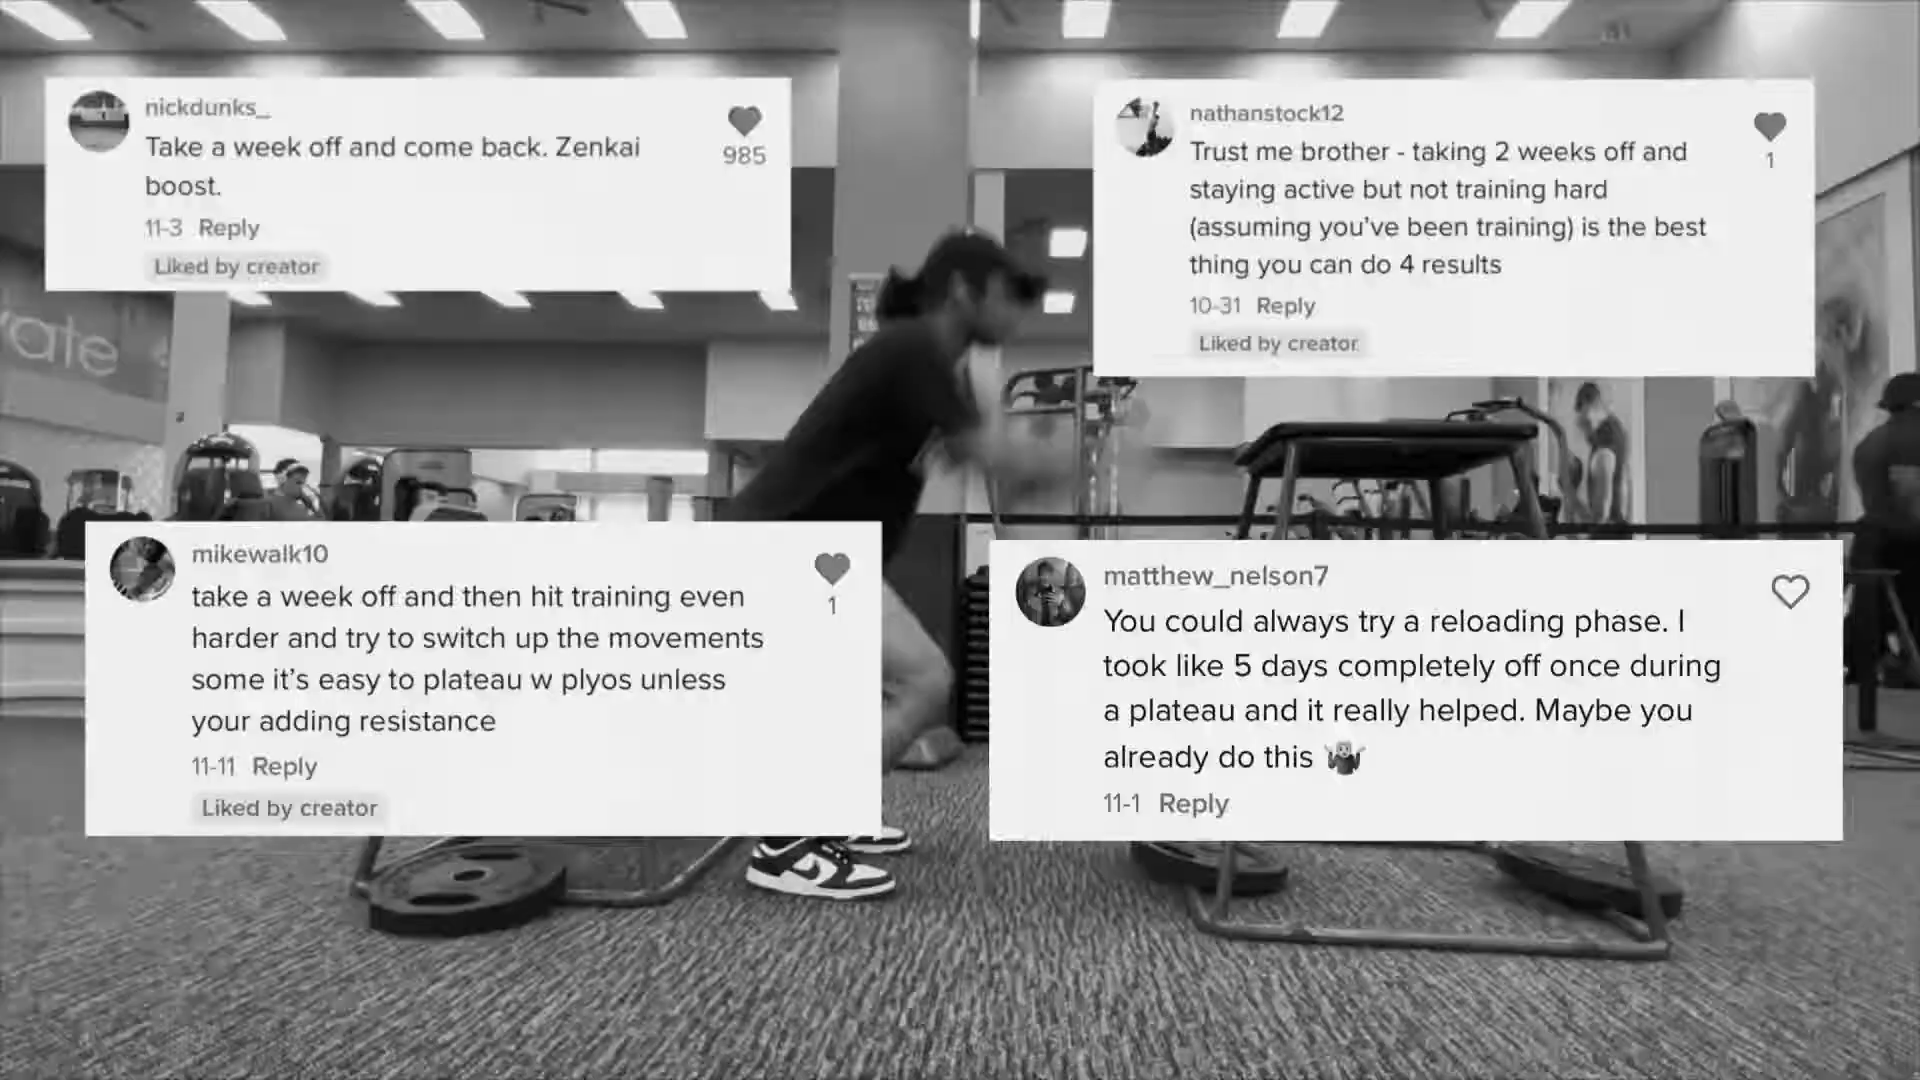 nickdunks_
Take a week off and come back. Zenkai
boost.
985
11-3 Reply
Liked by creator
nathanstock12
Trust me brother - taking 2 weeks off and
staying active but not training hard
(assuming you've been training) is the best
thing you can do 4 results
1
10-31 Reply
Liked by creator
mikewalk10
take a week off and then hit training even
harder and try to switch up the movements
some it's easy to plateau w plyos unless
your adding resistance
1
11-11 Reply
Liked by creator
matthew_nelson7
You could always try a reloading phase. I
took like 5 days completely off once during
a plateau and it really helped. Maybe you
already do this 🤷
11-1 Reply